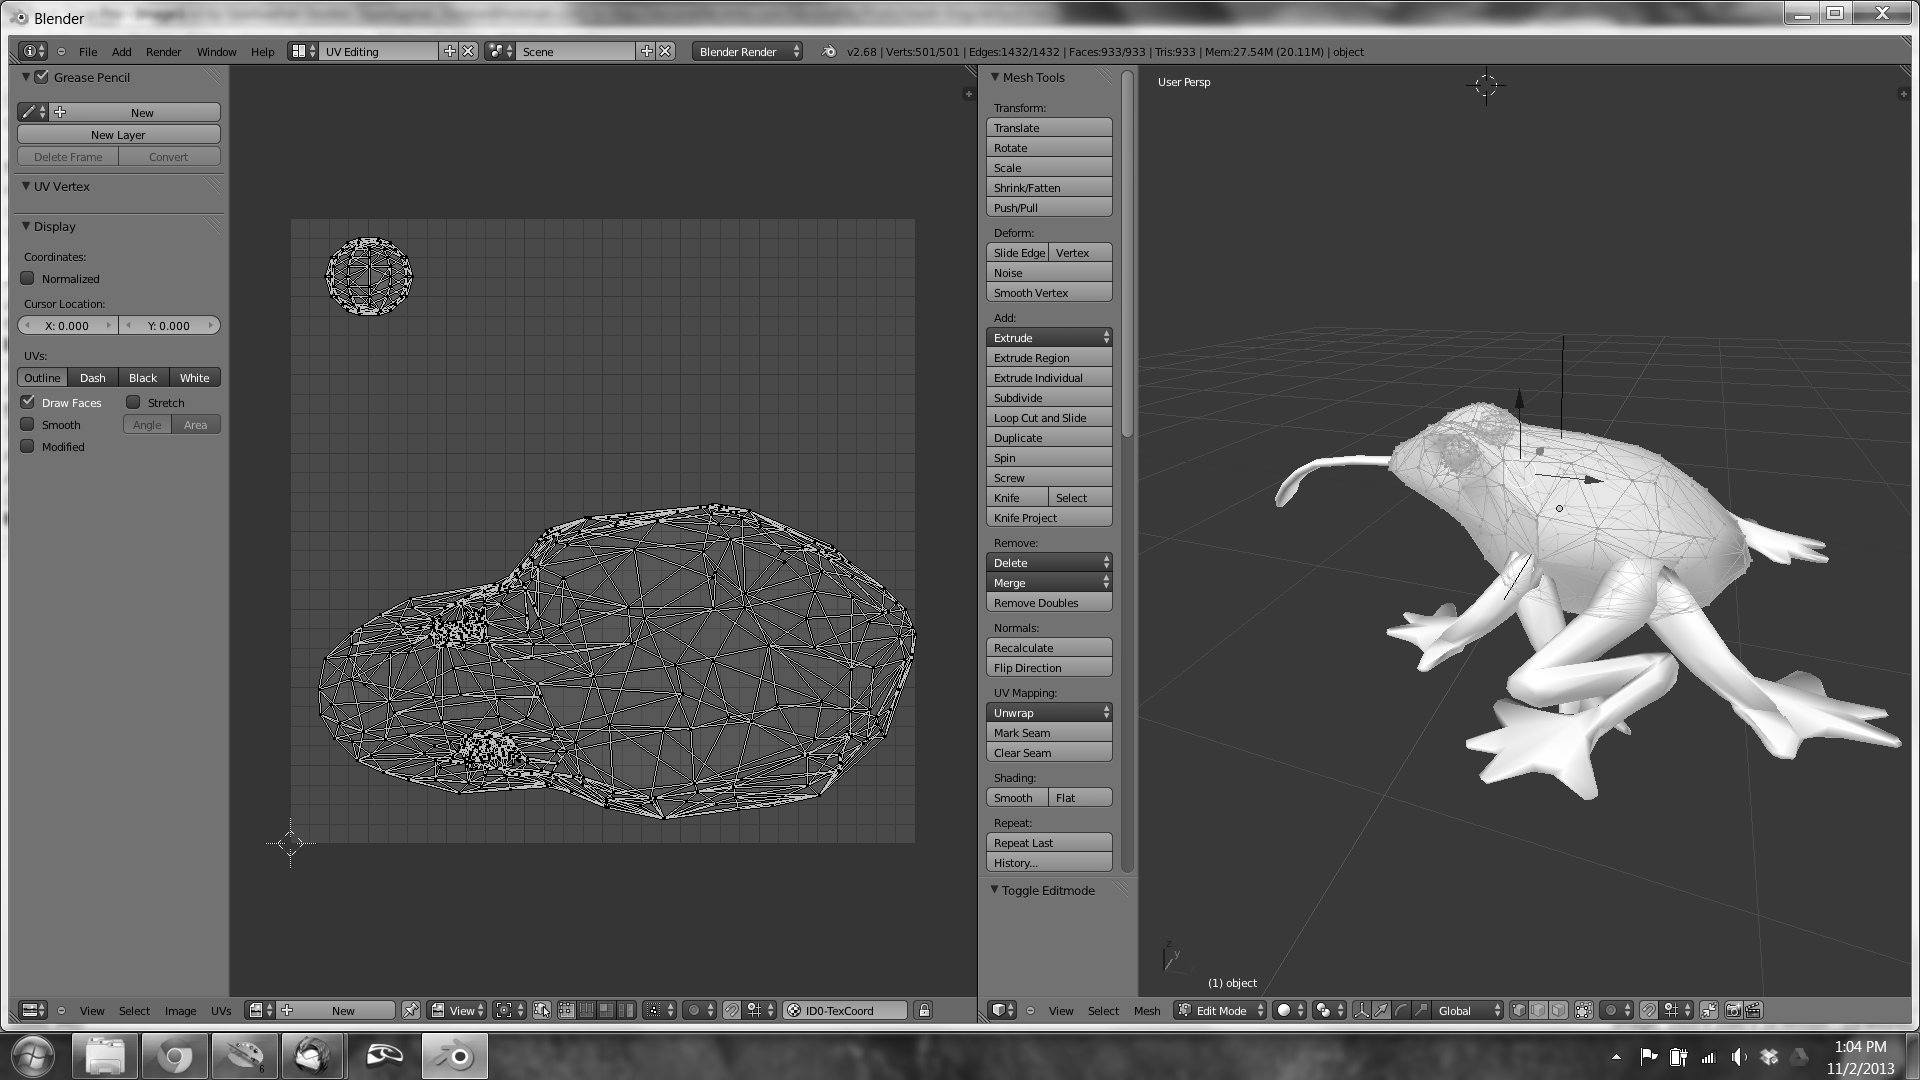 Blender
File Add Render Window Help UV Editing Scene Blender Render v2.68 | Verts:501/501 | Edges:1432/1432 | Faces:933/933 | Tris:933 | Mem:27.54M (20.11M) | object
Grease Pencil
New
New Layer
Delete Frame Convert
UV Vertex
Display
Coordinates:
Normalized
Cursor Location:
X: 0.000 Y: 0.000
UVs:
Outline Dash Black White
Draw Faces Stretch
Smooth Angle Area
Modified
Mesh Tools
Transform:
Translate
Rotate
Scale
Shrink/Fatten
Push/Pull
Deform:
Slide Edge Vertex
Noise
Smooth Vertex
Add:
Extrude
Extrude Region
Extrude Individual
Subdivide
Loop Cut and Slide
Duplicate
Spin
Screw
Knife Select
Knife Project
Remove:
Delete
Merge
Remove Doubles
Normals:
Recalculate
Flip Direction
UV Mapping:
Unwrap
Mark Seam
Clear Seam
Shading:
Smooth Flat
Repeat:
Repeat Last
History...
Toggle Editmode
User Persp
z
y
(1) object
View Select Image UVs New View ID0-TexCoord
View Select Mesh Edit Mode Global
6
1:04 PM
11/2/2013